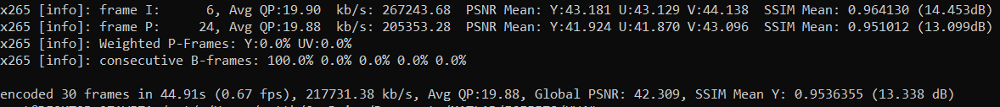 x265 [info]: frame I:      6, Avg QP:19.90  kb/s: 267243.68  PSNR Mean: Y:43.181 U:43.129 V:44.138  SSIM Mean: 0.964130 (14.453dB)
x265 [info]: frame P:     24, Avg QP:19.88  kb/s: 205353.28  PSNR Mean: Y:41.924 U:41.870 V:43.096  SSIM Mean: 0.951012 (13.099dB)
x265 [info]: Weighted P-Frames: Y:0.0% UV:0.0%
x265 [info]: consecutive B-frames: 100.0% 0.0% 0.0% 0.0% 0.0%
encoded 30 frames in 44.91s (0.67 fps), 217731.38 kb/s, Avg QP:19.88, Global PSNR: 42.309, SSIM Mean Y: 0.9536355 (13.338 dB)